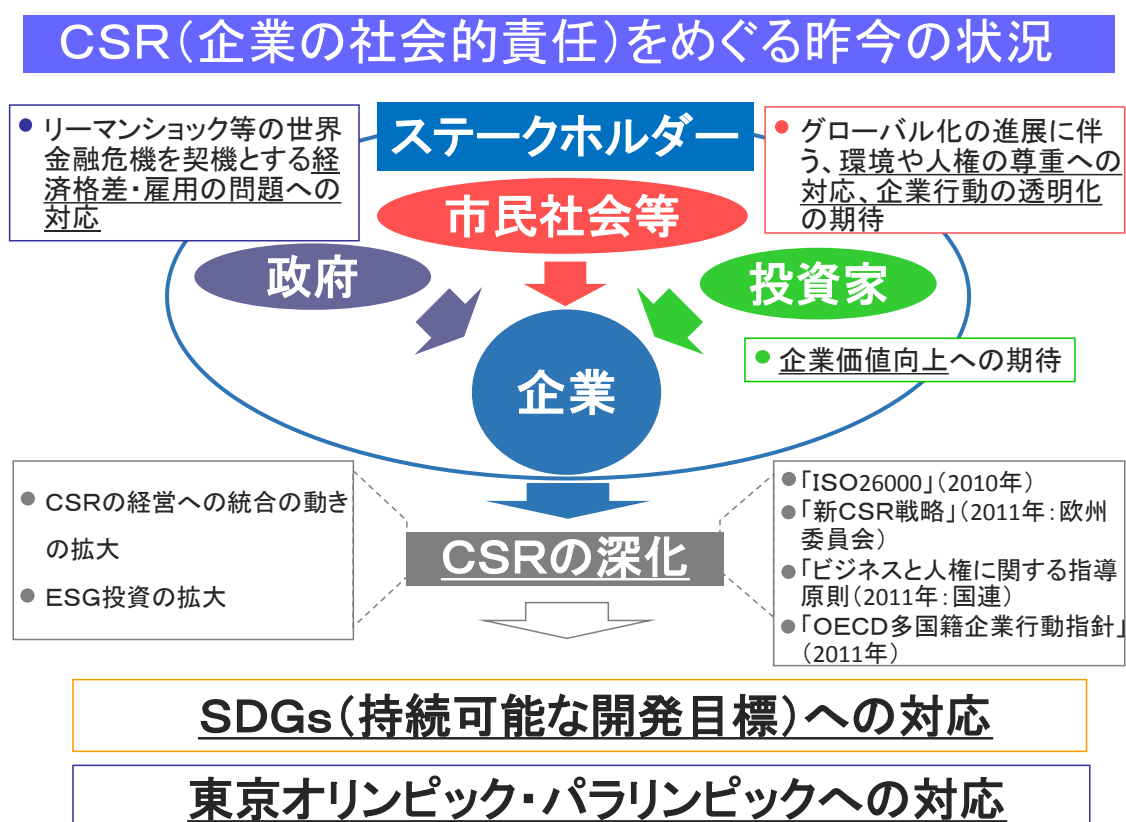 CSR(企業の社会的責任)をめぐる昨今の状況
● リーマンショック等の世界
金融危機を契機とする経
済格差・雇用の問題への
対応
ステークホルダー
● グローバル化の進展に伴
う、環境や人権の尊重への
対応、企業行動の透明化
の期待
市民社会等
政府
投資家
● 企業価値向上への期待
企業
● CSRの経営への統合の動き
の拡大
● ESG投資の拡大
CSRの深化
●「ISO26000」(2010年)
●「新CSR戦略」(2011年:欧州
委員会)
●「ビジネスと人権に関する指導
原則(2011年:国連)
●「OECD多国籍企業行動指針」
(2011年)
SDGs(持続可能な開発目標)への対応
東京オリンピック・パラリンピックへの対応